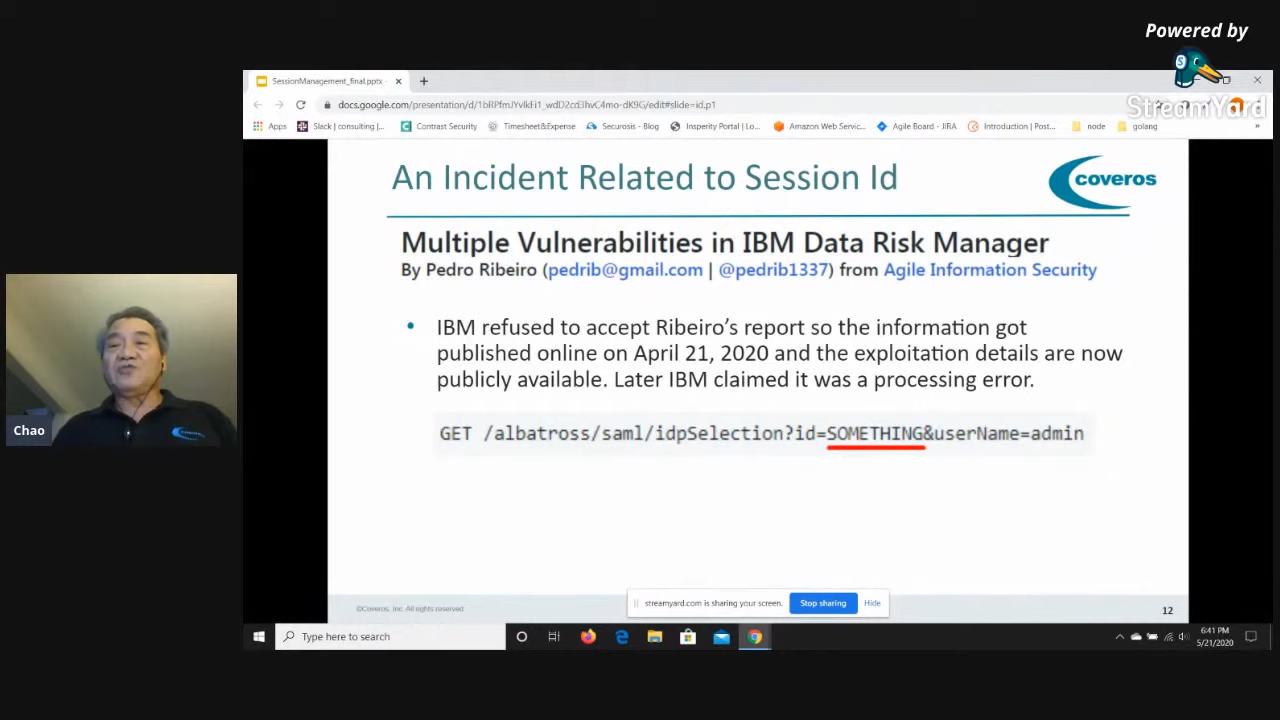 Powered by
StreamYard
SessionManagement_final.pptx -
docs.google.com/presentation/d/
Apps
Slack | consulting |...
Contrast Security
Timesheet&Expense
Securosis - Blog
Insperity Portal | Lo...
Amazon Web Servic...
Agile Board - JIRA
Introduction | Post...
node
golang
An Incident Related to Session Id
coveros
Multiple Vulnerabilities in IBM Data Risk Manager
By Pedro Ribeiro (pedrib@gmail.com | @pedrib1337) from Agile Information Security
• IBM refused to accept Ribeiro’s report so the information got
published online on April 21, 2020 and the exploitation details are now
publicly available. Later IBM claimed it was a processing error.
GET /albatross/saml/idpSelection?id=SOMETHING&userName=admin
Chao
©Coveros, Inc. All rights reserved
streamyard.com is sharing your screen.
Stop sharing
Hide
12
Type here to search
6:41 PM
5/21/2020